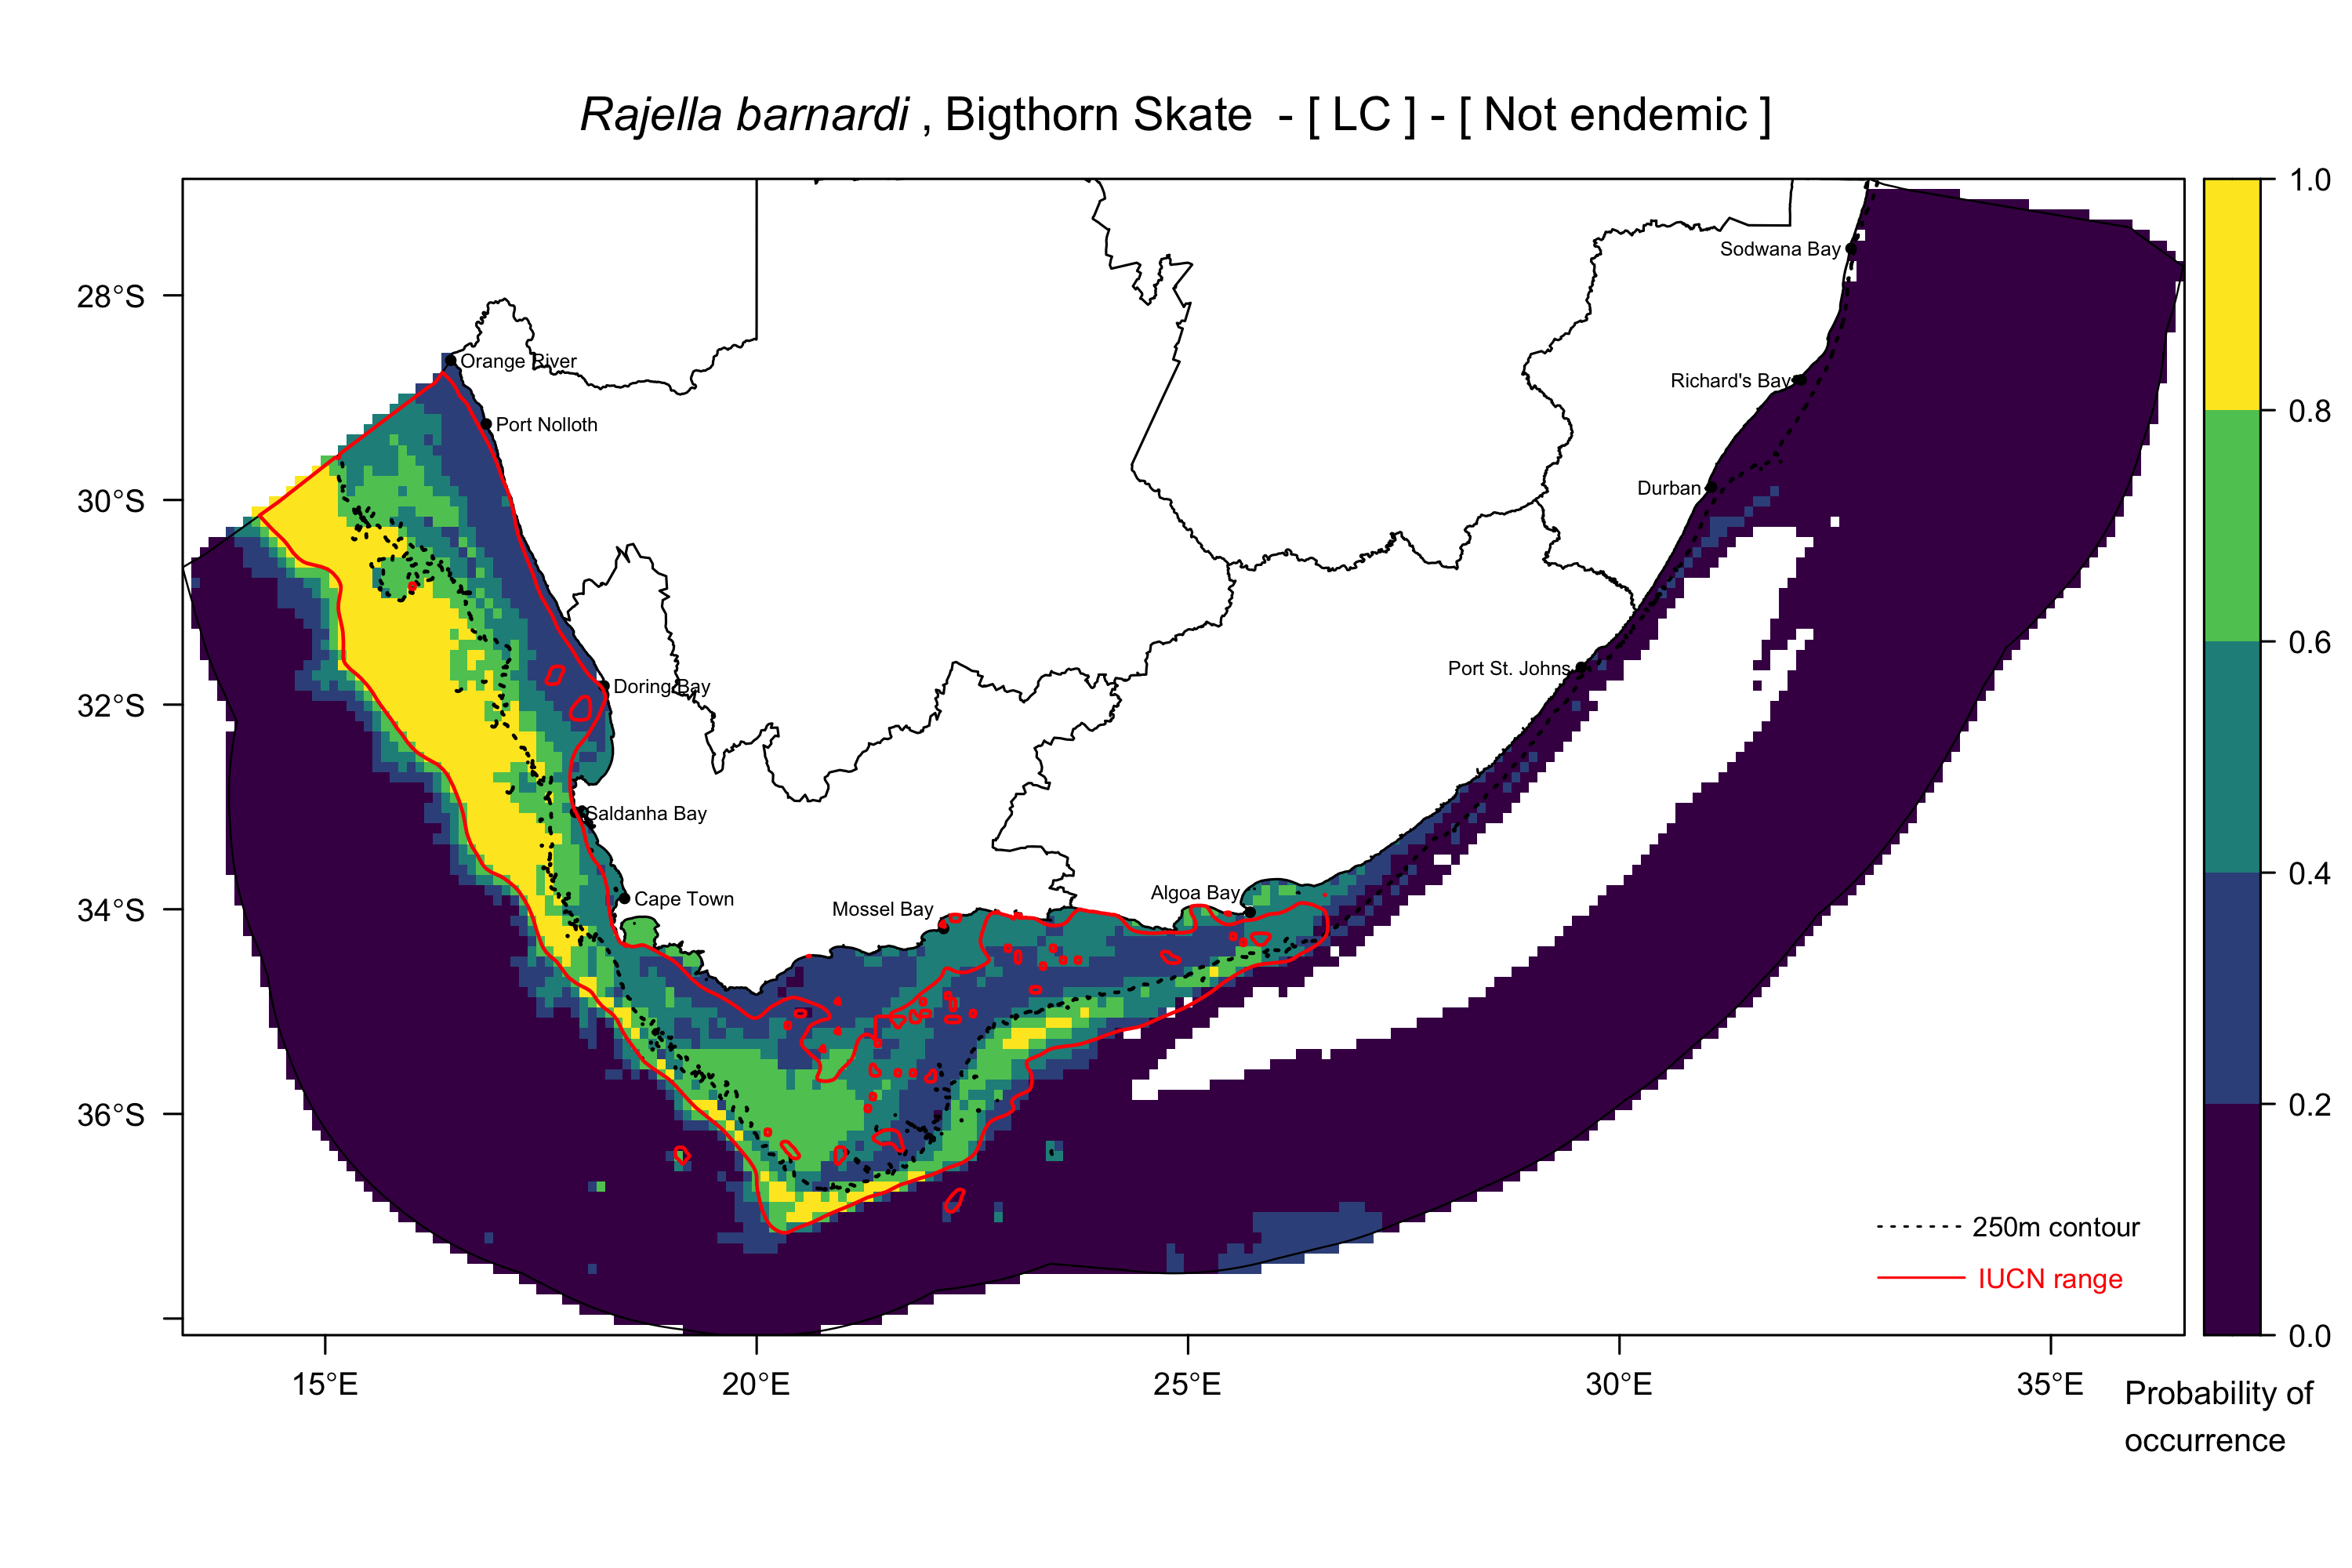 Rajella barnardi , Bigthorn Skate - [ LC ] - [ Not endemic ]
1.0
0.8
0.6
0.4
0.2
0.0
28°S
30°S
32°S
34°S
36°S
Sodwana Bay
Orange River
Richard's Bay
Port Nolloth
Durban
Port St. Johns
Doring Bay
Saldanha Bay
Algoa Bay
Cape Town
Mossel Bay
250m contour
IUCN range
15°E
20°E
25°E
30°E
35°E
Probability of
occurrence